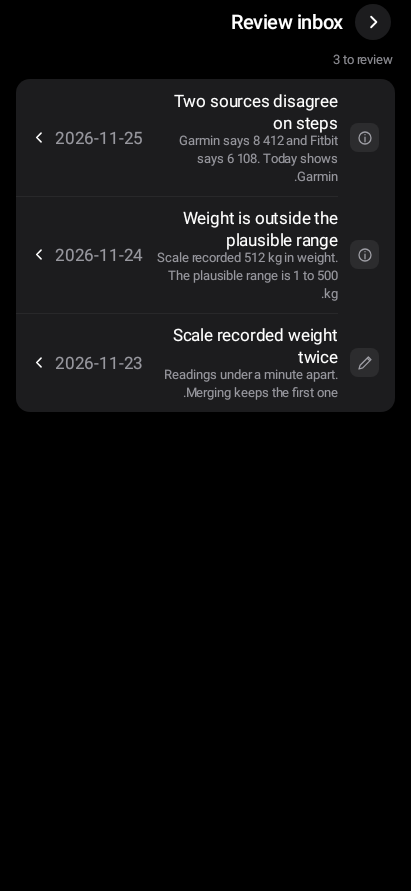 Review inbox
3 to review
Two sources disagree
on steps
Garmin says 8 412 and Fitbit
says 6 108. Today shows
.Garmin
2026-11-25
Weight is outside the
plausible range
Scale recorded 512 kg in weight.
The plausible range is 1 to 500
.kg
2026-11-24
Scale recorded weight
twice
Readings under a minute apart.
.Merging keeps the first one
2026-11-23